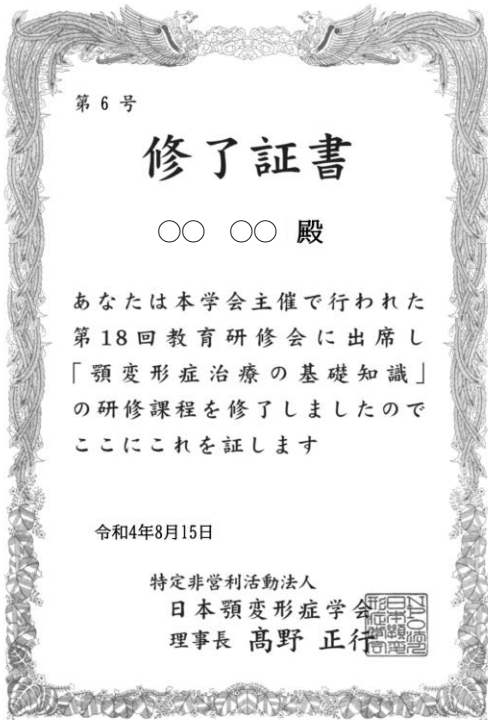 第 6 号
修了証書
○○ ○○ 殿
あなたは本学会主催で行われた
第18回教育研修会に出席し
「顎変形症治療の基礎知識」
の研修課程を修了しましたので
ここにこれを証します
令和4年8月15日
特定非営利活動法人
日本顎変形症学会
理事長 髙野 正行